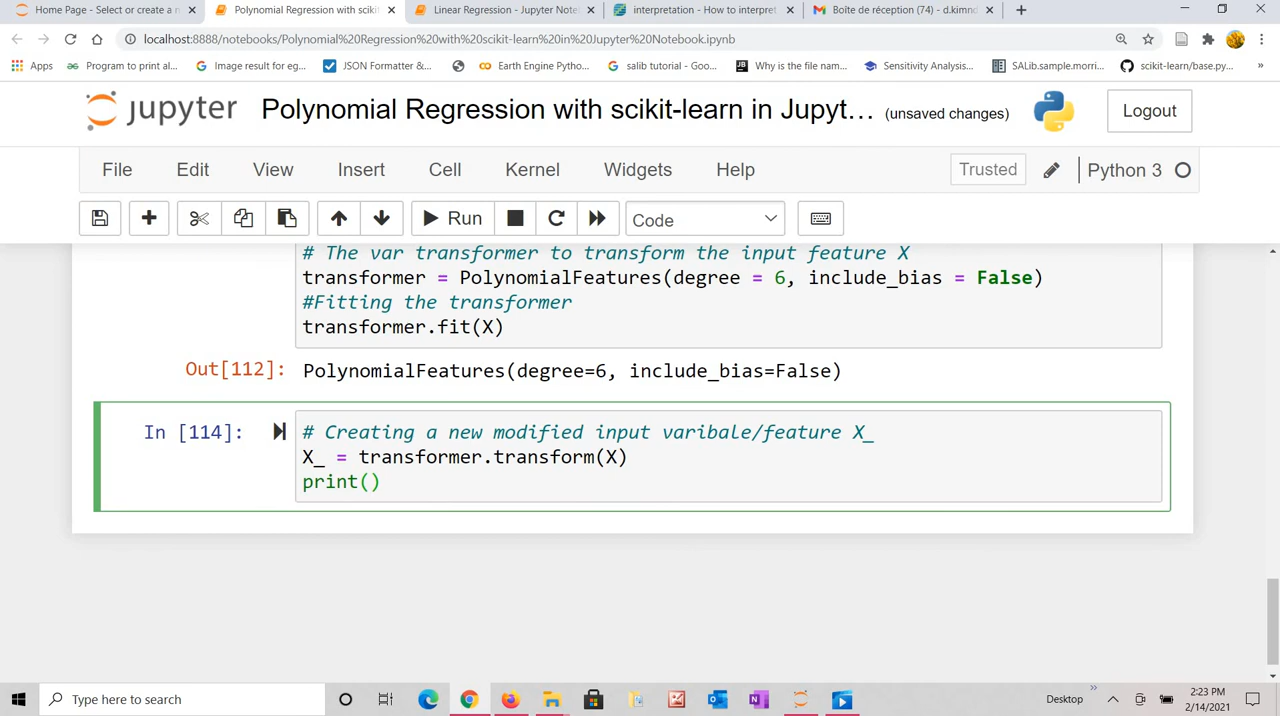 Home Page - Select or create a n
Polynomial Regression with scikit
Linear Regression - Jupyter Note
interpretation - How to interpret
Boîte de réception (74) - d.kimnd
localhost:8888/notebooks/Polynomial%20Regression%20with%20scikit-learn%20in%20Jupyter%20Notebook.ipynb
Apps
Program to print al...
Image result for eg...
JSON Formatter &...
Earth Engine Pytho...
salib tutorial - Goo...
Why is the file nam...
Sensitivity Analysis...
SALib.sample.morri...
scikit-learn/base.py...
»
jupyter
Polynomial Regression with scikit-learn in Jupyt... (unsaved changes)
Logout
File Edit View Insert Cell Kernel Widgets Help
Trusted
Python 3
Run
Code
# The var transformer to transform the input feature X
transformer = PolynomialFeatures(degree = 6, include_bias = False)
#Fitting the transformer
transformer.fit(X)
Out[112]: PolynomialFeatures(degree=6, include_bias=False)
In [114]:
# Creating a new modified input varibale/feature X_
X_ = transformer.transform(X)
print()
Type here to search
Desktop
»
2:23 PM
2/14/2021